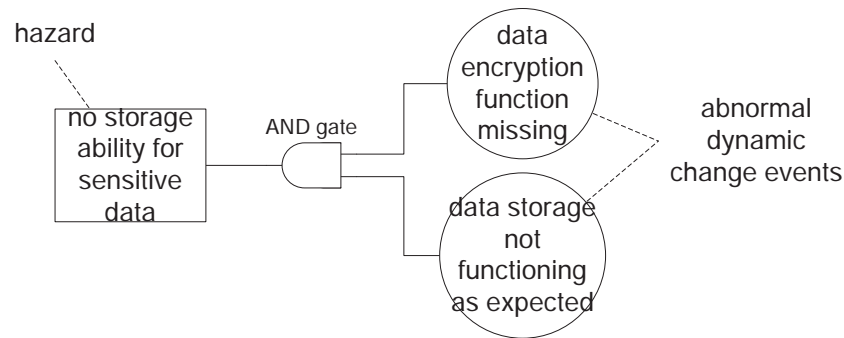 hazard
no storage
ability for
sensitive
data
AND gate
data
encryption
function
missing
data storage
not
functioning
as expected
abnormal
dynamic
change events